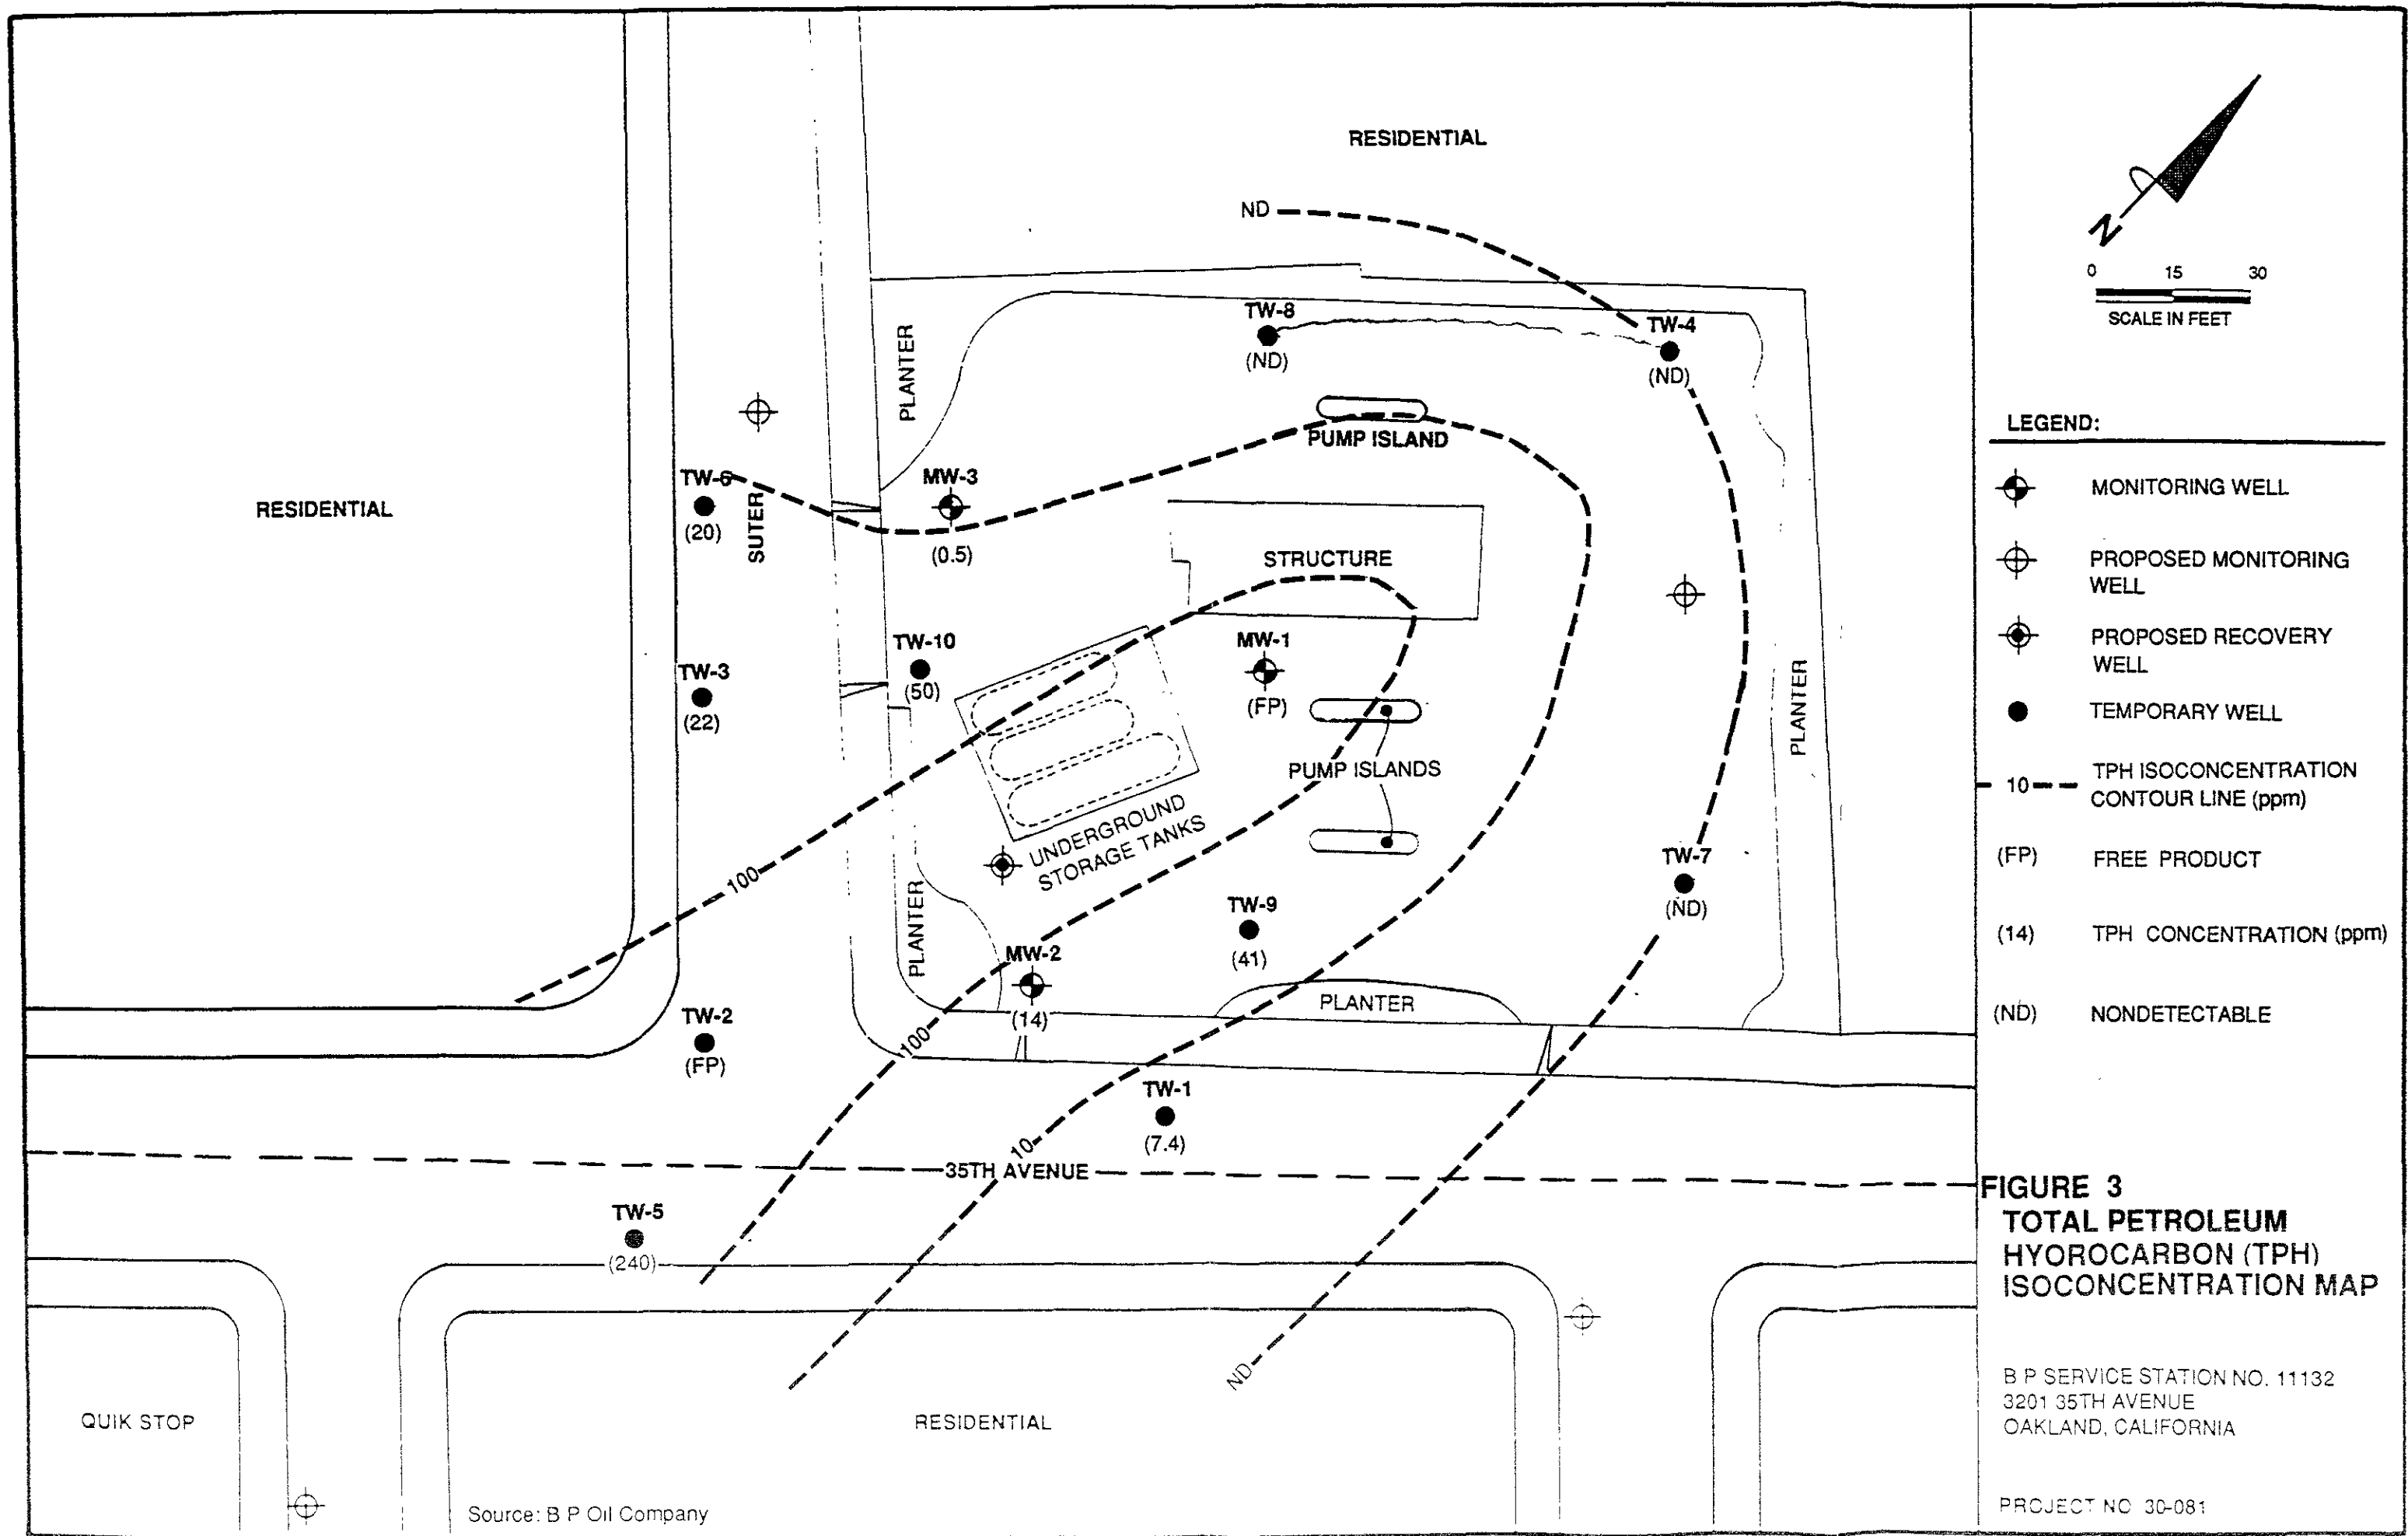 RESIDENTIAL
ND
TW-8
(ND)
TW-4
(ND)
PLANTER
PUMP ISLAND
RESIDENTIAL
TW-6
(20)
SUTER
MW-3
(0.5)
STRUCTURE
TW-10
(50)
MW-1
(FP)
TW-3
(22)
PLANTER
PUMP ISLANDS
UNDERGROUND
STORAGE TANKS
100
TW-7
(ND)
PLANTER
TW-9
(41)
MW-2
(14)
PLANTER
TW-2
(FP)
100
TW-1
(7.4)
10
35TH AVENUE
TW-5
(240)
ND
QUIK STOP
RESIDENTIAL
Source: B P Oil Company
N
0 15 30
SCALE IN FEET
LEGEND:
MONITORING WELL
PROPOSED MONITORING
WELL
PROPOSED RECOVERY
WELL
TEMPORARY WELL
10 TPH ISOCONCENTRATION
CONTOUR LINE (ppm)
(FP) FREE PRODUCT
(14) TPH CONCENTRATION (ppm)
(ND) NONDETECTABLE
FIGURE 3
TOTAL PETROLEUM
HYOROCARBON (TPH)
ISOCONCENTRATION MAP
B P SERVICE STATION NO. 11132
3201 35TH AVENUE
OAKLAND, CALIFORNIA
PROJECT NO 30-081